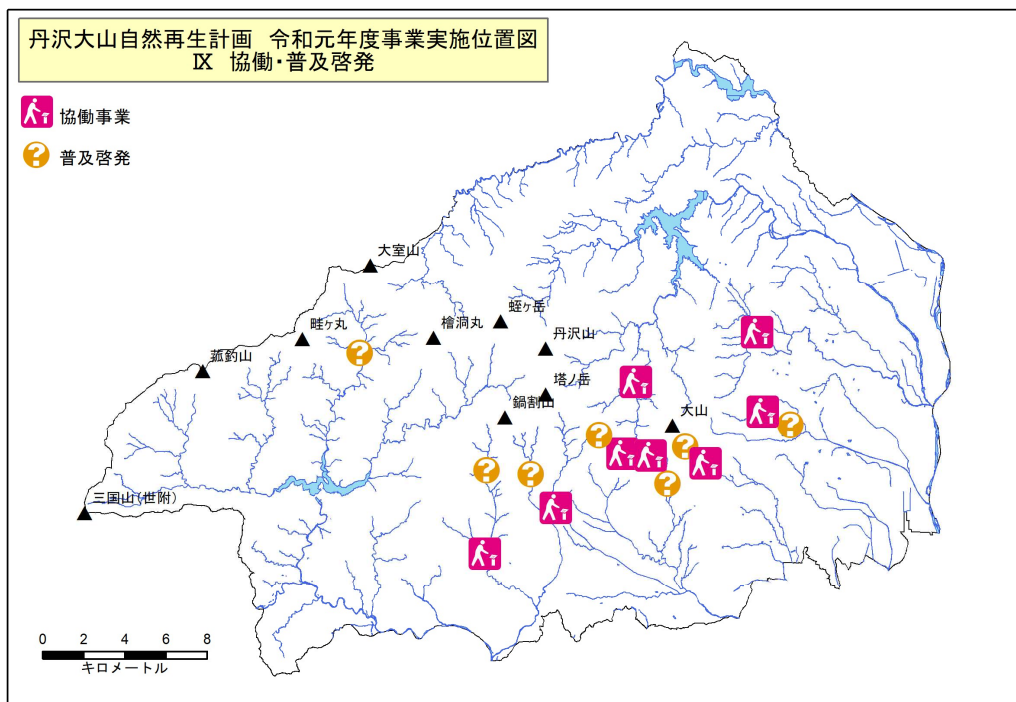 丹沢大山自然再生計画 令和元年度事業実施位置図
Ⅸ 協働・普及啓発
協働事業
普及啓発
大室山
蛭ヶ岳
畦ヶ丸
檜洞丸
丹沢山
菰釣山
塔ノ岳
鍋割山
大山
三国山(世附)
0 2 4 6 8
キロメートル